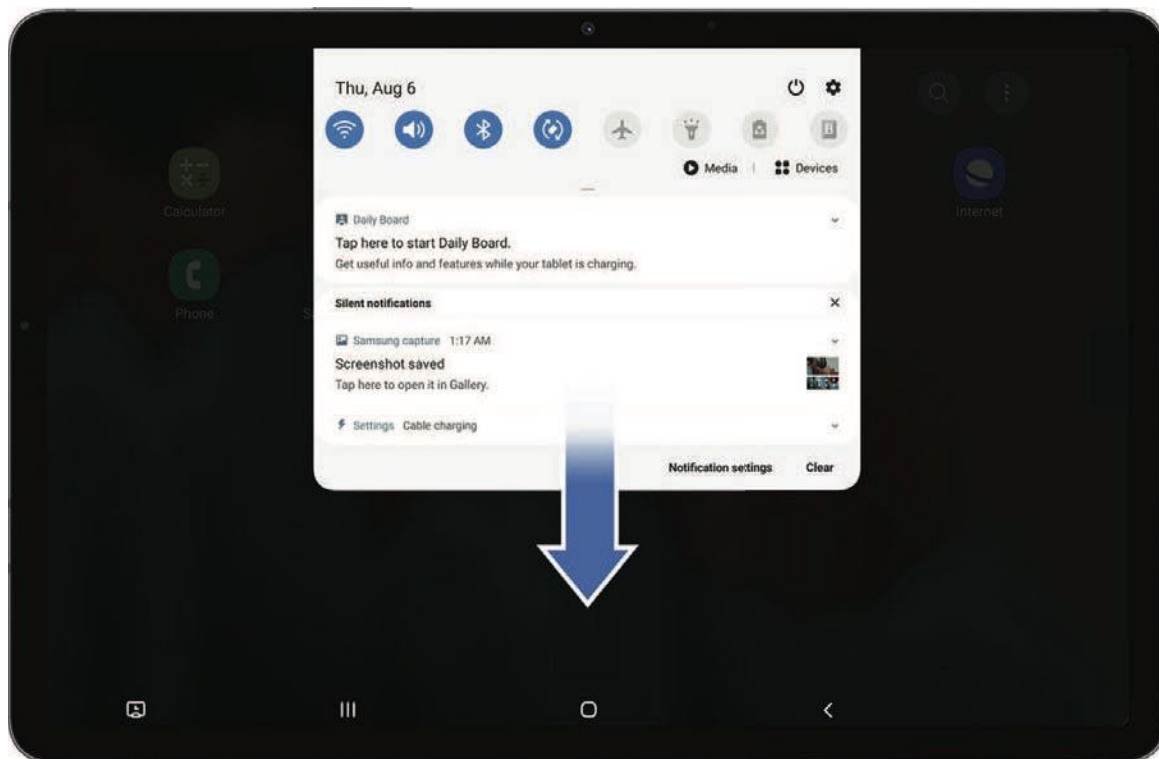 Thu, Aug 6
Media | Devices
Daily Board
Tap here to start Daily Board.
Get useful info and features while your tablet is charging.
Silent notifications
Samsung capture 1:17 AM
Screenshot saved
Tap here to open it in Gallery.
Settings Cable charging
Notification settings Clear
Calculator
Internet
Phone